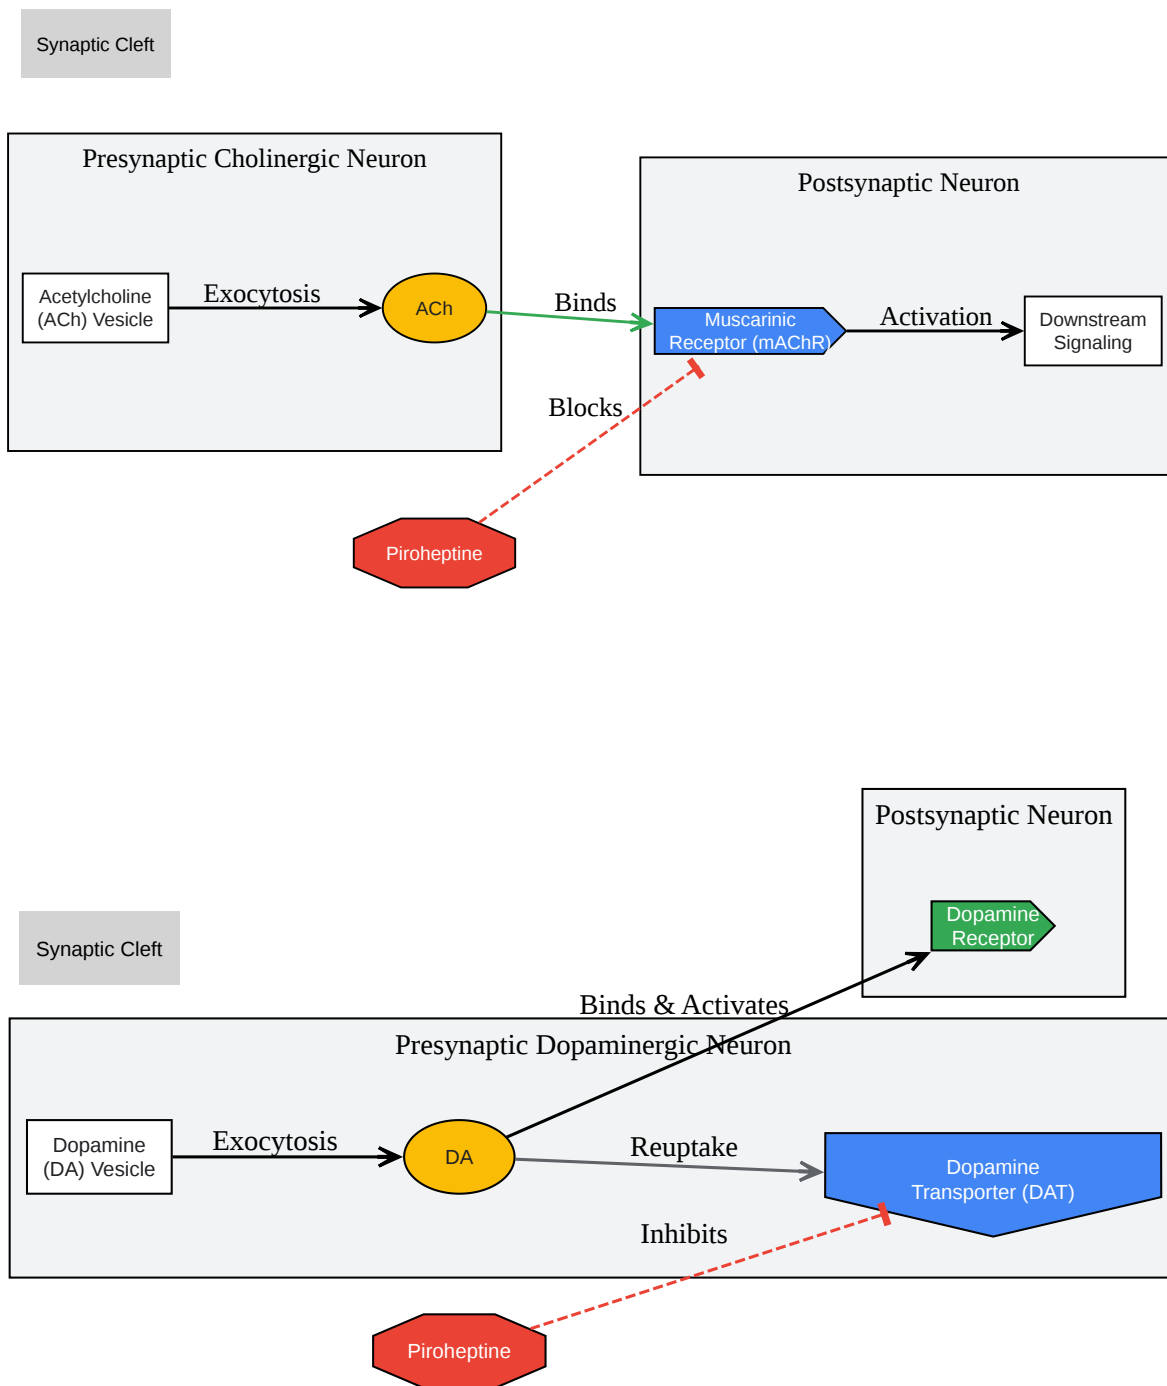 Synaptic Cleft
Presynaptic Cholinergic Neuron
Postsynaptic Neuron
Acetylcholine
(ACh) Vesicle
Exocytosis
ACh
Binds
Muscarinic
Receptor (mAChR)
Activation
Downstream
Signaling
Blocks
Piroheptine
Postsynaptic Neuron
Dopamine
Receptor
Synaptic Cleft
Binds & Activates
Presynaptic Dopaminergic Neuron
Dopamine
(DA) Vesicle
Exocytosis
DA
Reuptake
Dopamine
Transporter (DAT)
Inhibits
Piroheptine